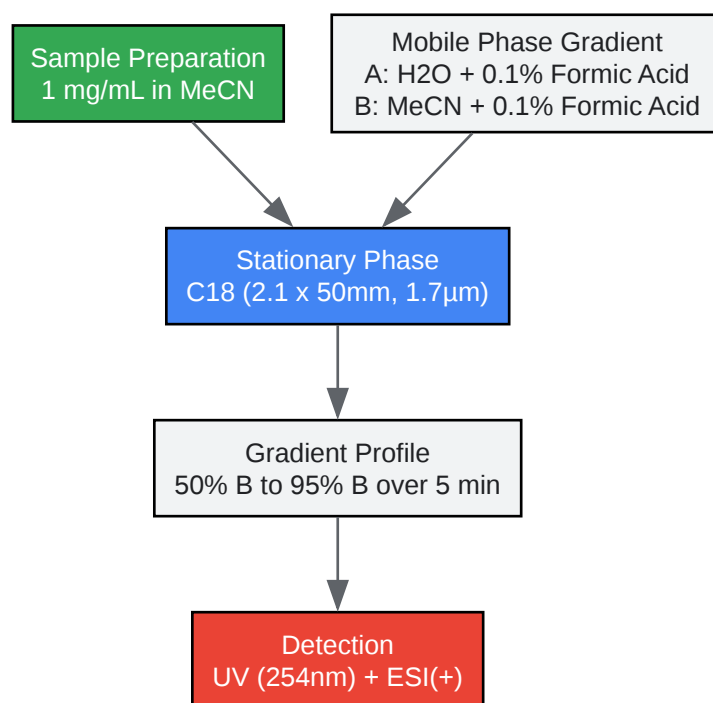 Sample Preparation
1 mg/mL in MeCN
Mobile Phase Gradient
A: H2O + 0.1% Formic Acid
B: MeCN + 0.1% Formic Acid
Stationary Phase
C18 (2.1 x 50mm, 1.7µm)
Gradient Profile
50% B to 95% B over 5 min
Detection
UV (254nm) + ESI(+)